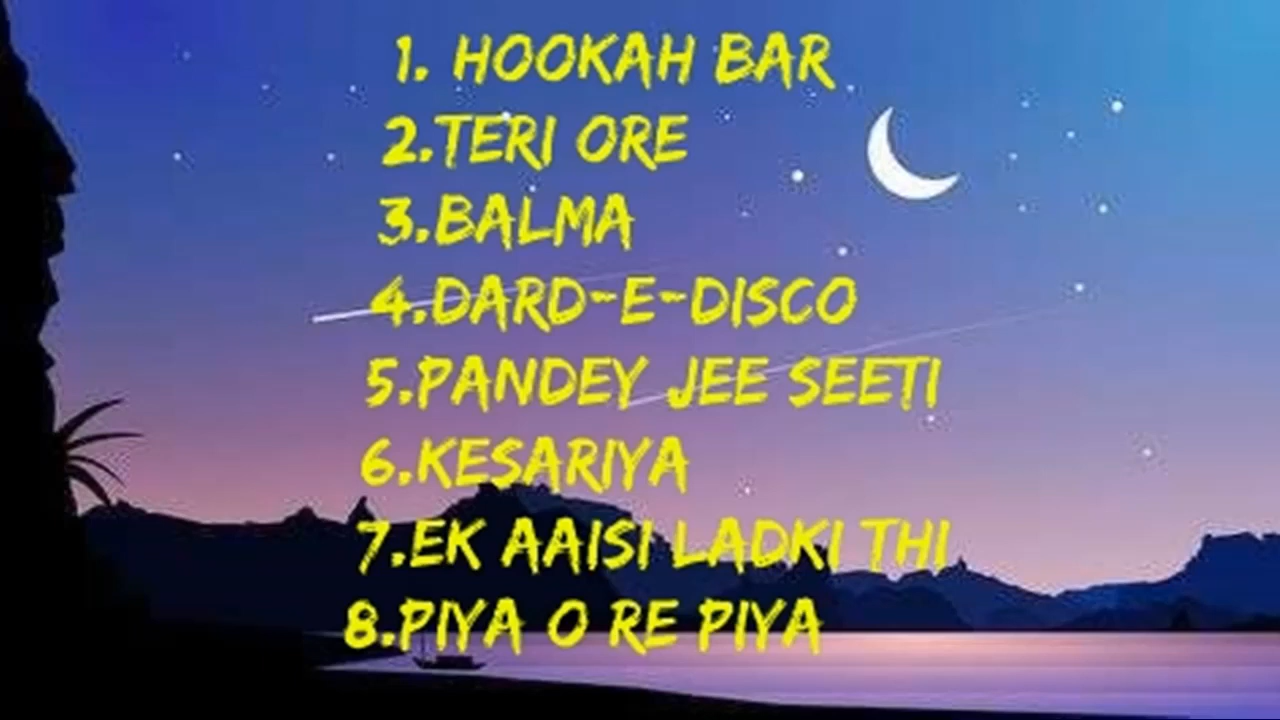 1. HOOKAH BAR
2.TERI ORE
3.BALMA
4.DARD-E-DISCO
5.PANDEY JEE SEETI
6.KESARIYA
7.EK AAISI LADKI THI
8.PIYA O RE PIYA